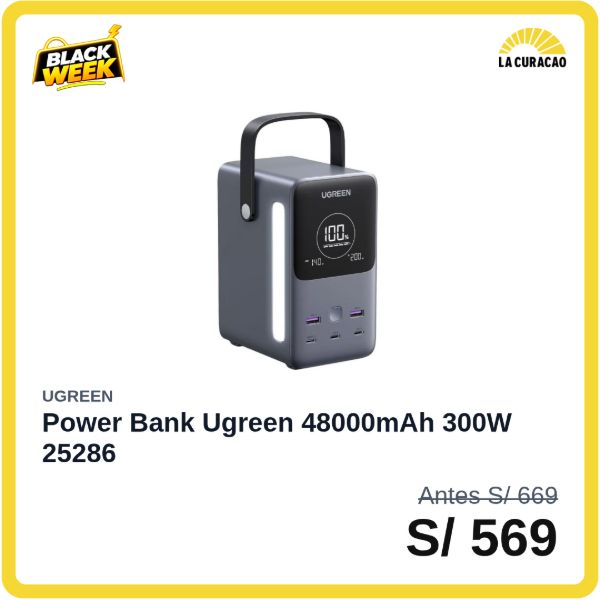 BLACK
WEEK
LA CURACAO
UGREEN
100%
140
200
UGREEN
Power Bank Ugreen 48000mAh 300W
25286
Antes S/ 669
S/ 569